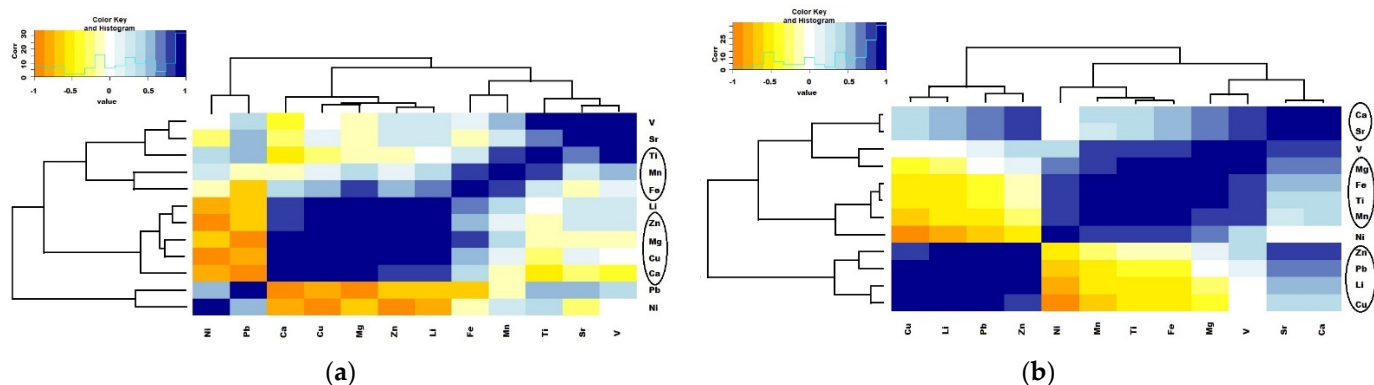 Color Key
and Histogram
Corr
0 10 20 30
-1 -0.5 0 0.5 1
value
V
Sr
Ti
Mn
Fe
Li
Zn
Mg
Cu
Ca
Pb
Ni
Ni Pb Ca Cu Mg Zn Li Fe Mn Ti Sr V
(a)
Color Key
and Histogram
Corr
0 10 25
-1 -0.5 0 0.5 1
value
Ca
Sr
V
Mg
Fe
Ti
Mn
Ni
Zn
Pb
Li
Cu
Cu Li Pb Zn Ni Mn Ti Fe Mg V Sr Ca
(b)